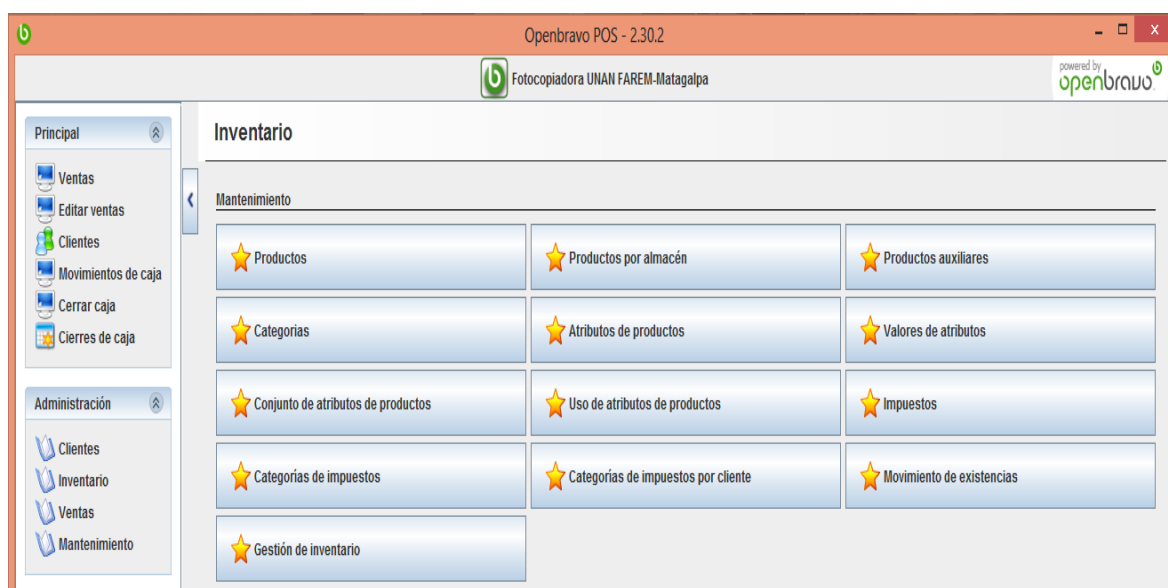 Openbravo POS - 2.30.2
Fotocopiadora UNAN FAREM-Matagalpa
powered by
openbravo
Principal
Ventas
Editar ventas
Clientes
Movimientos de caja
Cerrar caja
Cierres de caja
Administración
Clientes
Inventario
Ventas
Mantenimiento
Inventario
Mantenimiento
Productos
Productos por almacén
Productos auxiliares
Categorias
Atributos de productos
Valores de atributos
Conjunto de atributos de productos
Uso de atributos de productos
Impuestos
Categorías de impuestos
Categorías de impuestos por cliente
Movimiento de existencias
Gestión de inventario